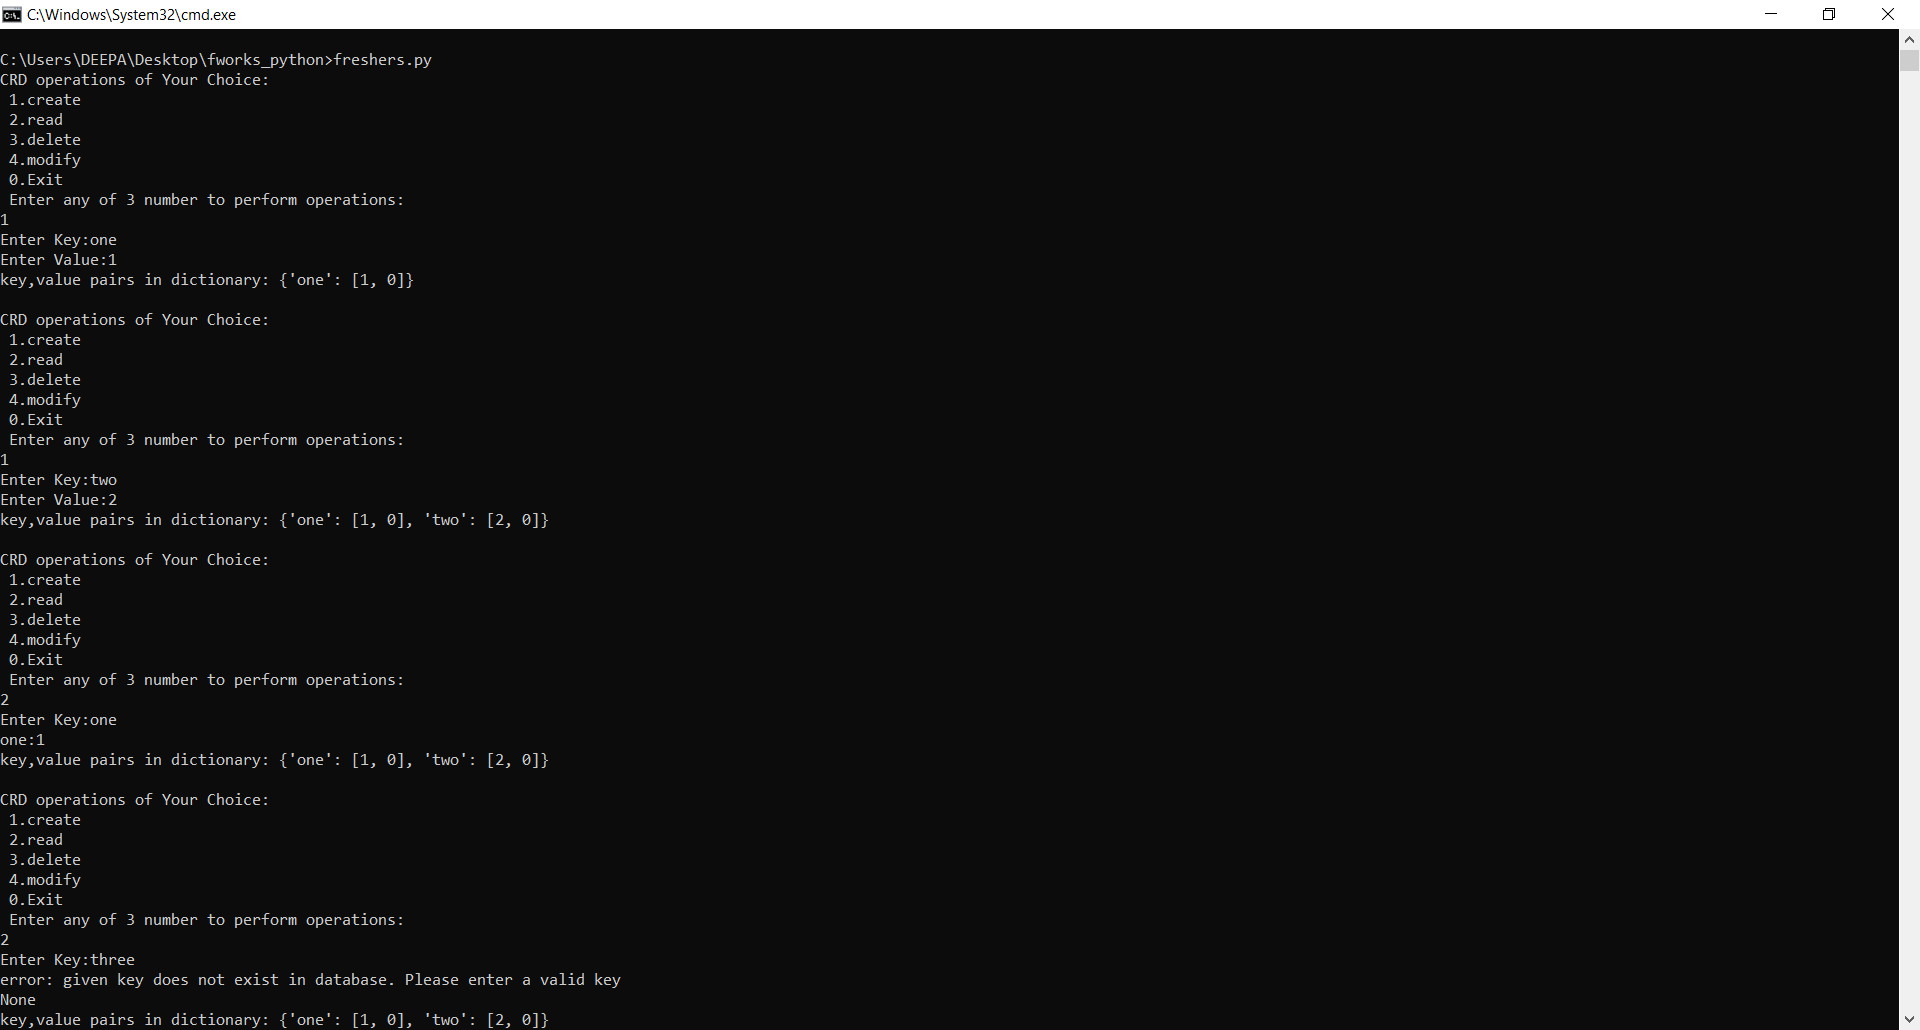 C:\Windows\System32\cmd.exe
C:\Users\DEEPA\Desktop\fworks_python>freshers.py
CRD operations of Your Choice:
1.create
2.read
3.delete
4.modify
0.Exit
Enter any of 3 number to perform operations:
1
Enter Key:one
Enter Value:1
key,value pairs in dictionary: {'one': [1, 0]}
CRD operations of Your Choice:
1.create
2.read
3.delete
4.modify
0.Exit
Enter any of 3 number to perform operations:
1
Enter Key:two
Enter Value:2
key,value pairs in dictionary: {'one': [1, 0], 'two': [2, 0]}
CRD operations of Your Choice:
1.create
2.read
3.delete
4.modify
0.Exit
Enter any of 3 number to perform operations:
2
Enter Key:one
one:1
key,value pairs in dictionary: {'one': [1, 0], 'two': [2, 0]}
CRD operations of Your Choice:
1.create
2.read
3.delete
4.modify
0.Exit
Enter any of 3 number to perform operations:
2
Enter Key:three
error: given key does not exist in database. Please enter a valid key
None
key,value pairs in dictionary: {'one': [1, 0], 'two': [2, 0]}